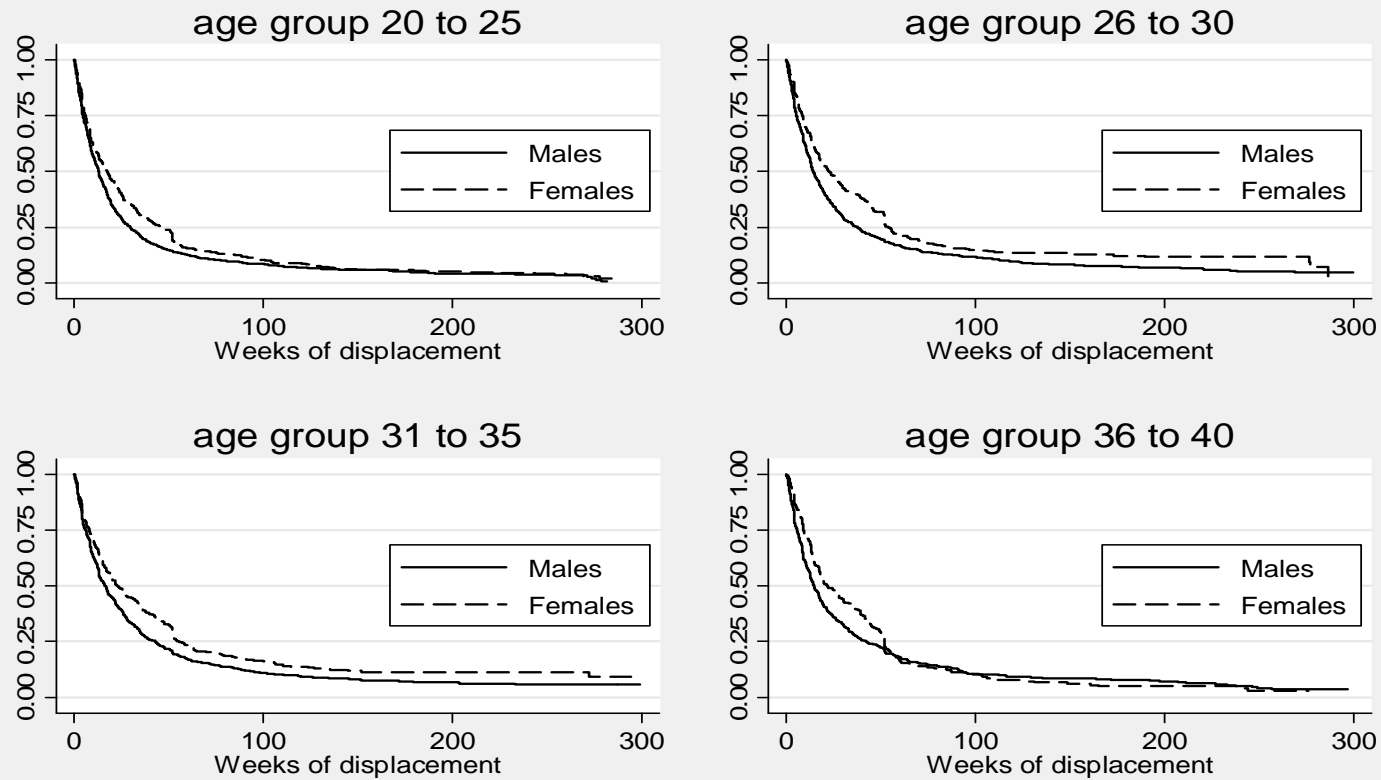 age group 20 to 25
1.00
0.75
0.50
0.25
0.00
Males
Females
0 100 200 300
Weeks of displacement
age group 26 to 30
1.00
0.75
0.50
0.25
0.00
Males
Females
0 100 200 300
Weeks of displacement
age group 31 to 35
1.00
0.75
0.50
0.25
0.00
Males
Females
0 100 200 300
Weeks of displacement
age group 36 to 40
1.00
0.75
0.50
0.25
0.00
Males
Females
0 100 200 300
Weeks of displacement